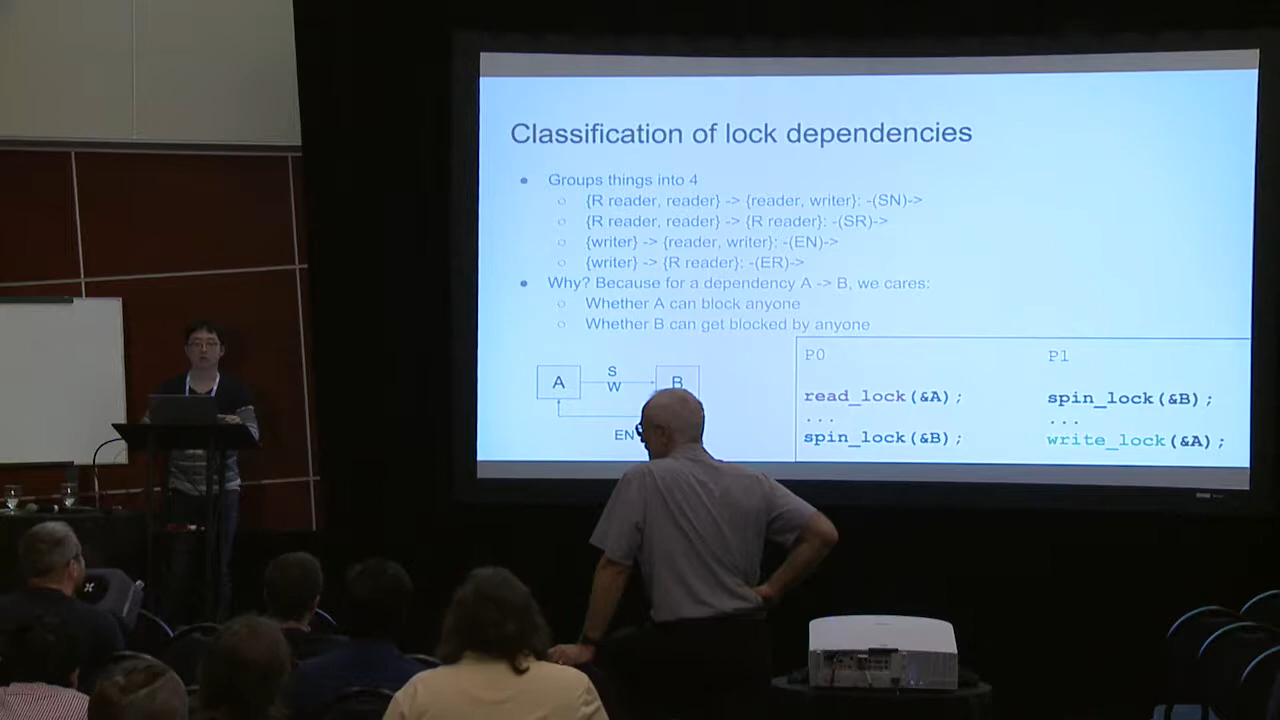 Classification of lock dependencies
● Groups things into 4
○ {R reader, reader} -> {reader, writer}: -(SN)->
○ {R reader, reader} -> {R reader}: -(SR)->
○ {writer} -> {reader, writer}: -(EN)->
○ {writer} -> {R reader}: -(ER)->
● Why? Because for a dependency A -> B, we cares:
○ Whether A can block anyone
○ Whether B can get blocked by anyone
A S W B
EN
P0 P1
read_lock(&A); spin_lock(&B);
... ...
spin_lock(&B); write_lock(&A);